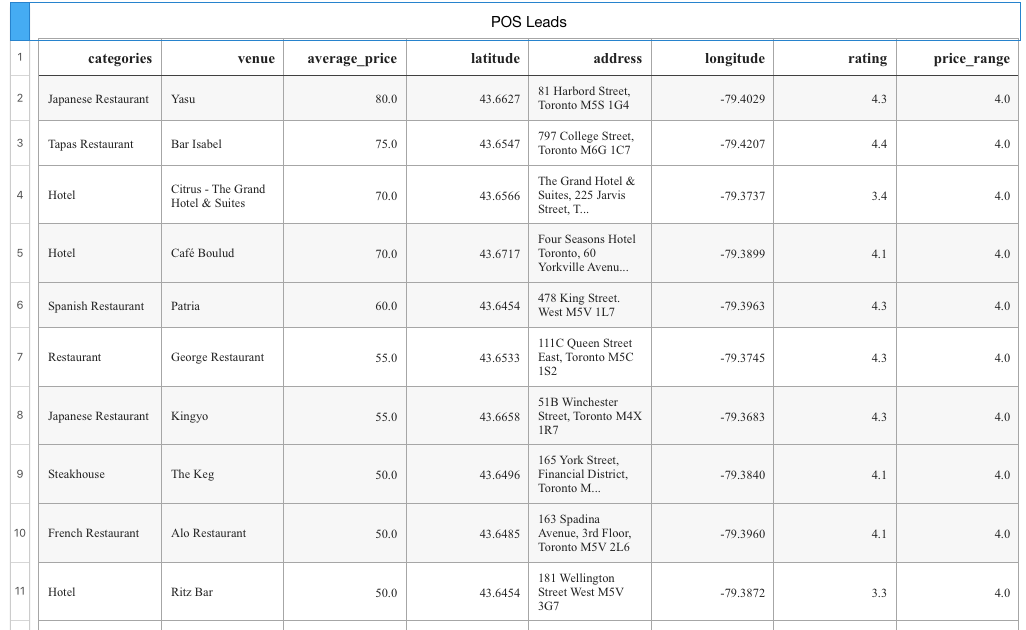 POS Leads
1 categories venue average_price latitude address longitude rating price_range
2 Japanese Restaurant Yasu 80.0 43.6627 81 Harbord Street, -79.4029 4.3 4.0
Toronto M5S 1G4
3 Tapas Restaurant Bar Isabel 75.0 43.6547 797 College Street, -79.4207 4.4 4.0
Toronto M6G 1C7
4 Hotel Citrus - The Grand 70.0 43.6566 The Grand Hotel & -79.3737 3.4 4.0
Hotel & Suites Suites, 225 Jarvis
Street, T...
5 Hotel Café Boulud 70.0 43.6717 Four Seasons Hotel -79.3899 4.1 4.0
Toronto, 60
Yorkville Avenu...
6 Spanish Restaurant Patria 60.0 43.6454 478 King Street. -79.3963 4.3 4.0
West M5V 1L7
7 Restaurant George Restaurant 55.0 43.6533 111C Queen Street -79.3745 4.3 4.0
East, Toronto M5C
1S2
8 Japanese Restaurant Kingyo 55.0 43.6658 51B Winchester -79.3683 4.3 4.0
Street, Toronto M4X
1R7
9 Steakhouse The Keg 50.0 43.6496 165 York Street, -79.3840 4.1 4.0
Financial District,
Toronto M...
10 French Restaurant Alo Restaurant 50.0 43.6485 163 Spadina -79.3960 4.1 4.0
Avenue, 3rd Floor,
Toronto M5V 2L6
11 Hotel Ritz Bar 50.0 43.6454 181 Wellington -79.3872 3.3 4.0
Street West M5V
3G7